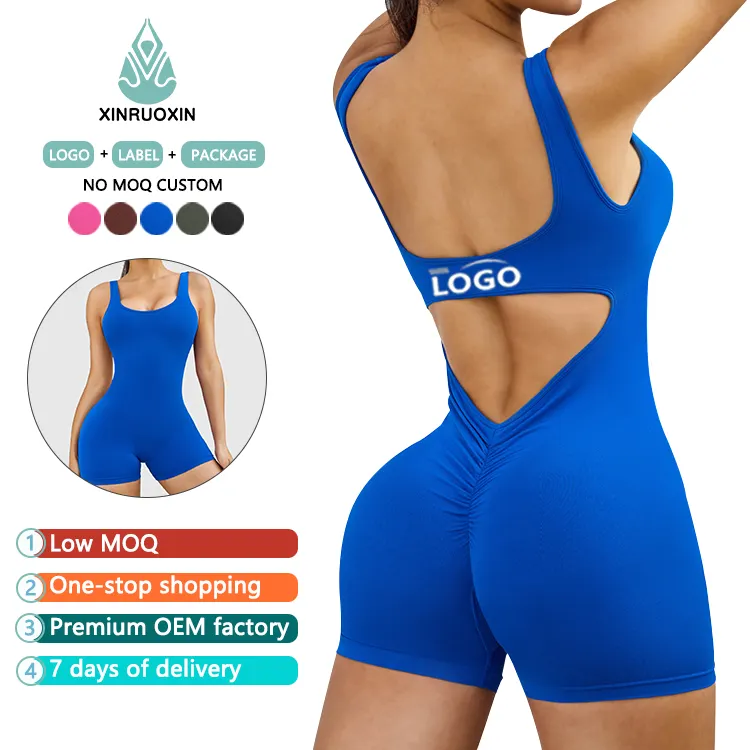 XINRUOXIN
LOGO + LABEL + PACKAGE
NO MOQ CUSTOM
LOGO
1 Low MOQ
2 One-stop shopping
3 Premium OEM factory
4 7 days of delivery